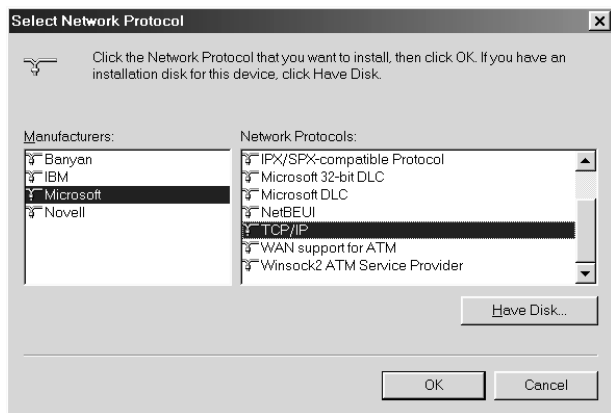 Select Network Protocol
Click the Network Protocol that you want to install, then click OK. If you have an
installation disk for this device, click Have Disk.
Manufacturers:
Banyan
IBM
Microsoft
Novell
Network Protocols:
IPX/SPX-compatible Protocol
Microsoft 32-bit DLC
Microsoft DLC
NetBEUI
TCP/IP
WAN support for ATM
Winsock2 ATM Service Provider
Have Disk...
OK
Cancel